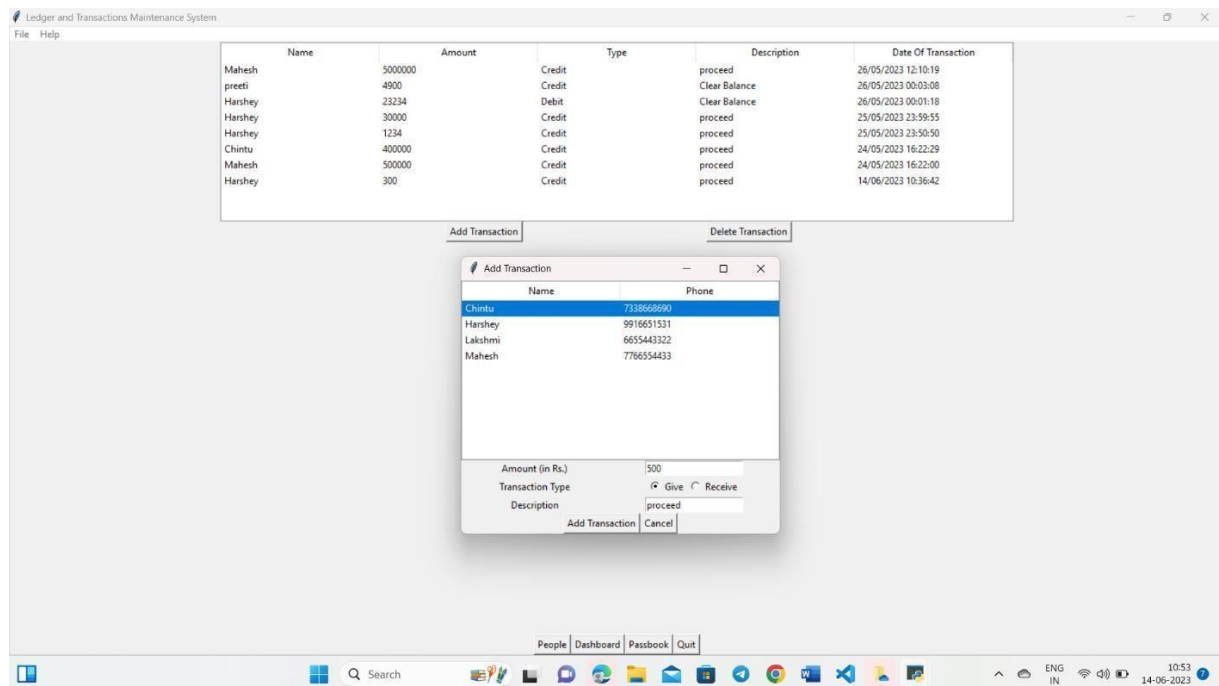 Ledger and Transactions Maintenance System
File Help
Name Amount Type Description Date Of Transaction
Mahesh 5000000 Credit proceed 26/05/2023 12:10:19
preeti 4900 Credit Clear Balance 26/05/2023 00:03:08
Harshey 23234 Debit Clear Balance 26/05/2023 00:01:18
Harshey 30000 Credit proceed 25/05/2023 23:59:55
Harshey 1234 Credit proceed 25/05/2023 23:50:50
Chintu 400000 Credit proceed 24/05/2023 16:22:29
Mahesh 500000 Credit proceed 24/05/2023 16:22:00
Harshey 300 Credit proceed 14/06/2023 10:36:42
Add Transaction Delete Transaction
Add Transaction
Name Phone
Chintu 7338668690
Harshey 9916651531
Lakshmi 6655443322
Mahesh 7766554433
Amount (in Rs.) 500
Transaction Type Give Receive
Description proceed
Add Transaction Cancel
People Dashboard Passbook Quit
Search
ENG
IN
10:53
14-06-2023
7